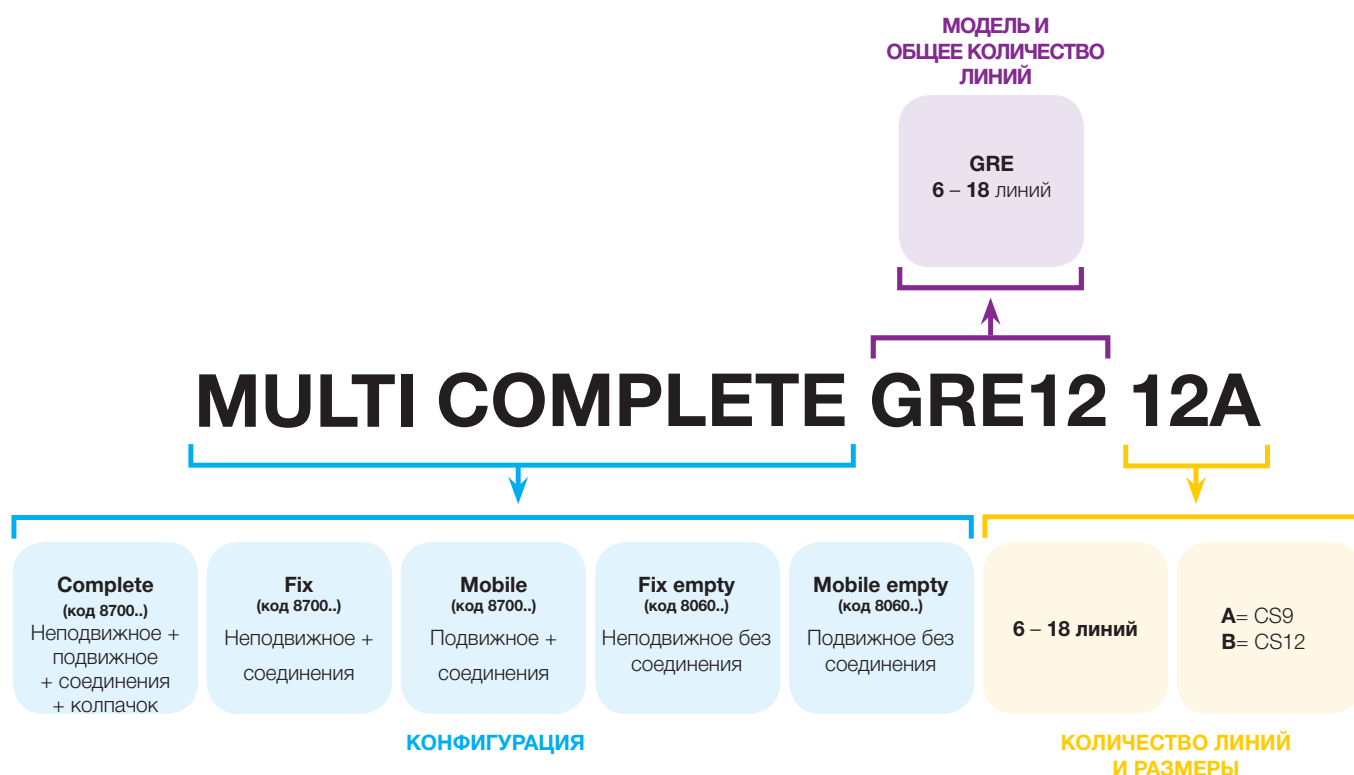 МОДЕЛЬ И
ОБЩЕЕ КОЛИЧЕСТВО
ЛИНИЙ
GRE
6 – 18 линий
MULTI COMPLETE GRE12 12A
Complete
(код 8700..)
Неподвижное +
подвижное
+ соединения
+ колпачок
Fix
(код 8700..)
Неподвижное +
соединения
Mobile
(код 8700..)
Подвижное +
соединения
Fix empty
(код 8060..)
Неподвижное без
соединения
Mobile empty
(код 8060..)
Подвижное без
соединения
6 – 18 линий
A= CS9
B= CS12
КОНФИГУРАЦИЯ
КОЛИЧЕСТВО ЛИНИЙ
И РАЗМЕРЫ